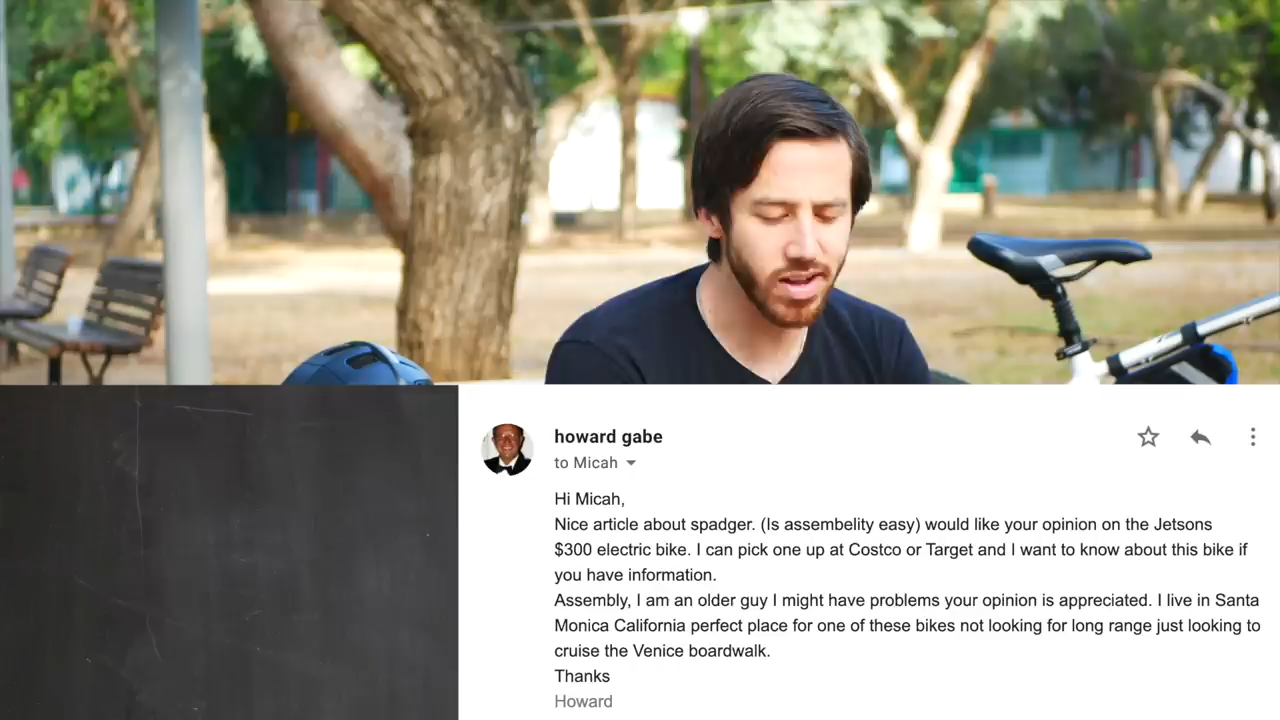 howard gabe
to Micah
Hi Micah,
Nice article about spadger. (Is assembelity easy) would like your opinion on the Jetsons
$300 electric bike. I can pick one up at Costco or Target and I want to know about this bike if
you have information.
Assembly, I am an older guy I might have problems your opinion is appreciated. I live in Santa
Monica California perfect place for one of these bikes not looking for long range just looking to
cruise the Venice boardwalk.
Thanks
Howard